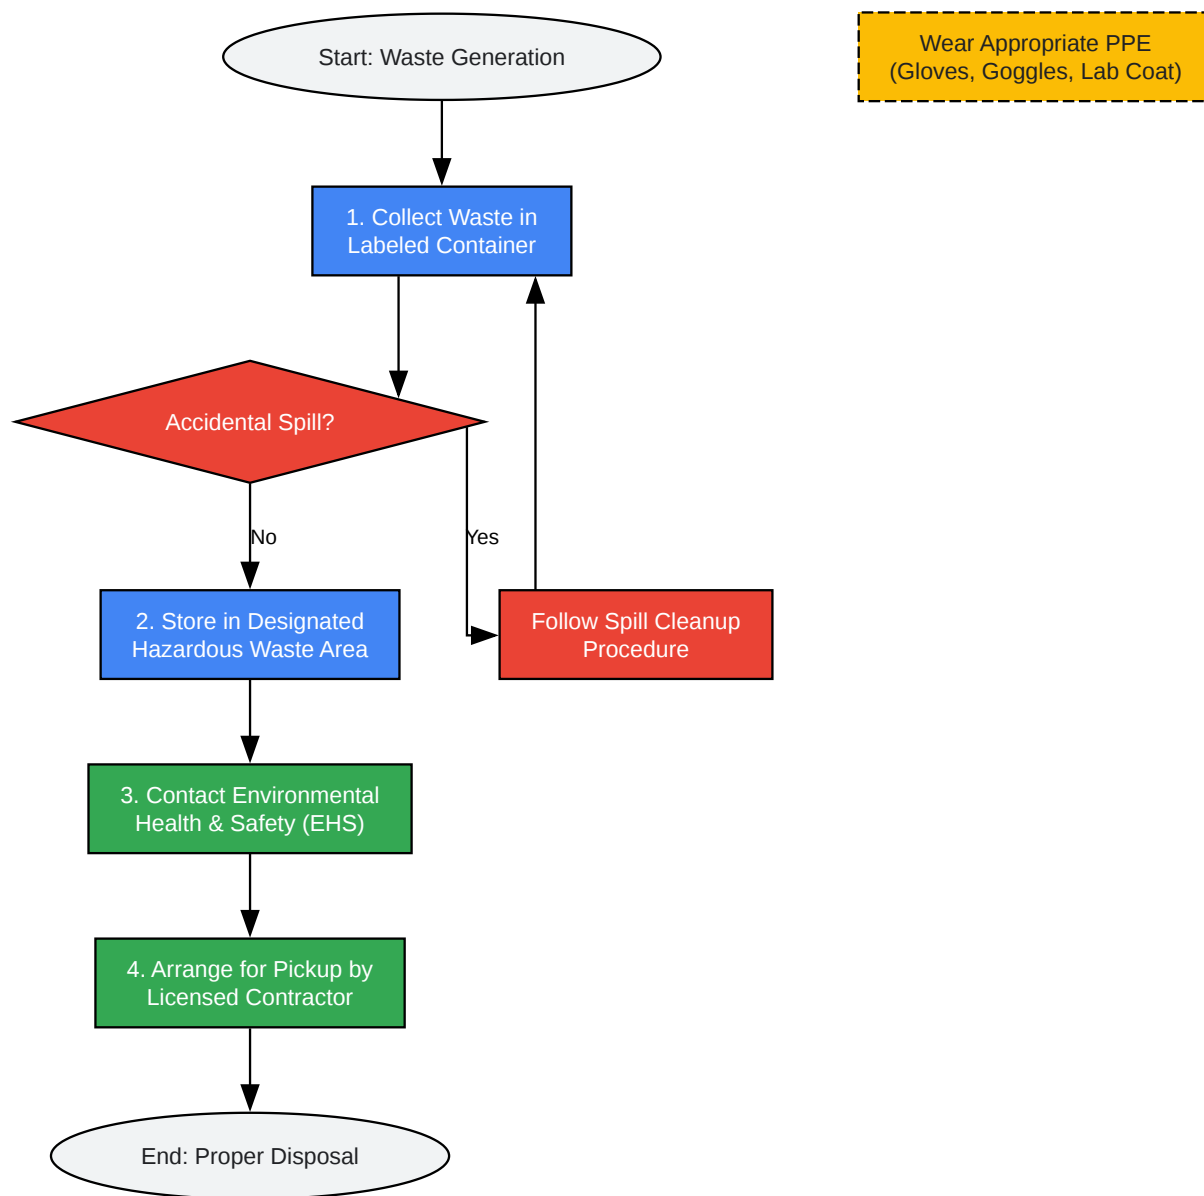 Start: Waste Generation
Wear Appropriate PPE
(Gloves, Goggles, Lab Coat)
1. Collect Waste in
Labeled Container
Accidental Spill?
No
Yes
2. Store in Designated
Hazardous Waste Area
Follow Spill Cleanup
Procedure
3. Contact Environmental
Health & Safety (EHS)
4. Arrange for Pickup by
Licensed Contractor
End: Proper Disposal